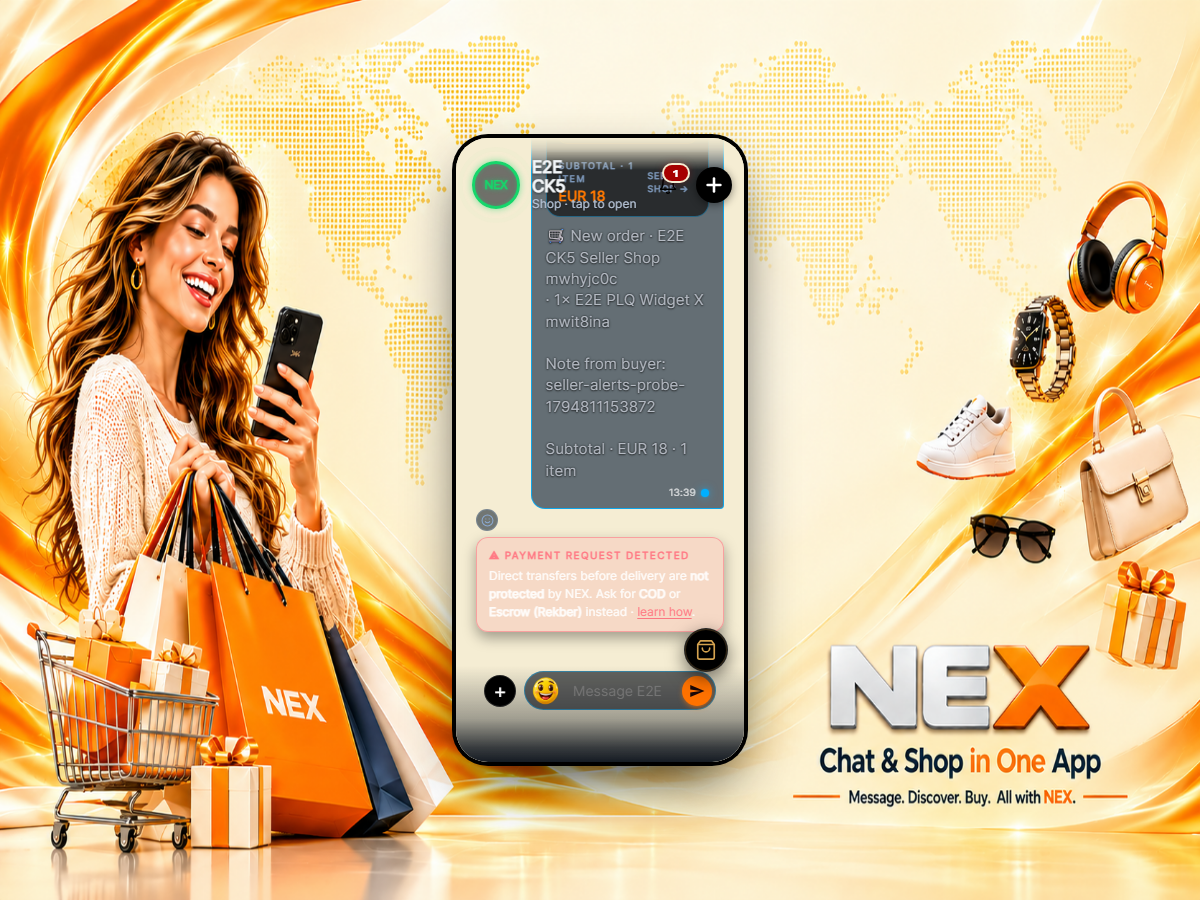 NEX
E2E
CK5
Shop · tap to open
SUBTOTAL · 1
ITEM
EUR 18
1
New order · E2E
CK5 Seller Shop
mwhyjc0c
· 1× E2E PLQ Widget X
mwit8ina
Note from buyer:
seller-alerts-probe-
1794811153872
Subtotal · EUR 18 · 1
item
13:39
PAYMENT REQUEST DETECTED
Direct transfers before delivery are not
protected by NEX. Ask for COD or
Escrow (Rekber) instead · learn how
Message E2E
NEX
NEX
Chat & Shop in One App
Message. Discover. Buy. All with NEX.